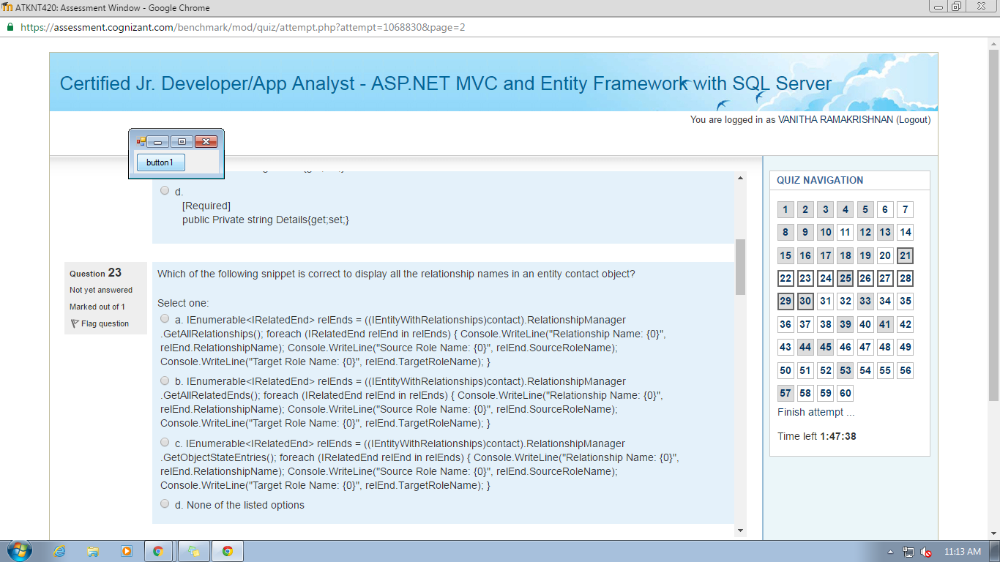 ATKNT420: Assessment Window - Google Chrome
https://assessment.cognizant.com/benchmark/mod/quiz/attempt.php?attempt=1068830&page=2
Certified Jr. Developer/App Analyst - ASP.NET MVC and Entity Framework with SQL Server
You are logged in as VANITHA RAMAKRISHNAN (Logout)
button1
d.
[Required]
public Private string Details{get;set;}
Question 23
Not yet answered
Marked out of 1
Flag question
Which of the following snippet is correct to display all the relationship names in an entity contact object?
Select one:
a. IEnumerable<IRelatedEnd> relEnds = ((IEntityWithRelationships)contact).RelationshipManager
.GetAllRelationships(); foreach (IRelatedEnd relEnd in relEnds) { Console.WriteLine("Relationship Name: {0}",
relEnd.RelationshipName); Console.WriteLine("Source Role Name: {0}", relEnd.SourceRoleName);
Console.WriteLine("Target Role Name: {0}", relEnd.TargetRoleName); }
b. IEnumerable<IRelatedEnd> relEnds = ((IEntityWithRelationships)contact).RelationshipManager
.GetAllRelatedEnds(); foreach (IRelatedEnd relEnd in relEnds) { Console.WriteLine("Relationship Name: {0}",
relEnd.RelationshipName); Console.WriteLine("Source Role Name: {0}", relEnd.SourceRoleName);
Console.WriteLine("Target Role Name: {0}", relEnd.TargetRoleName); }
c. IEnumerable<IRelatedEnd> relEnds = ((IEntityWithRelationships)contact).RelationshipManager
.GetObjectStateEntries(); foreach (IRelatedEnd relEnd in relEnds) { Console.WriteLine("Relationship Name: {0}",
relEnd.RelationshipName); Console.WriteLine("Source Role Name: {0}", relEnd.SourceRoleName);
Console.WriteLine("Target Role Name: {0}", relEnd.TargetRoleName); }
d. None of the listed options
QUIZ NAVIGATION
1 2 3 4 5 6 7
8 9 10 11 12 13 14
15 16 17 18 19 20 21
22 23 24 25 26 27 28
29 30 31 32 33 34 35
36 37 38 39 40 41 42
43 44 45 46 47 48 49
50 51 52 53 54 55 56
57 58 59 60
Finish attempt ...
Time left 1:47:38
11:13 AM